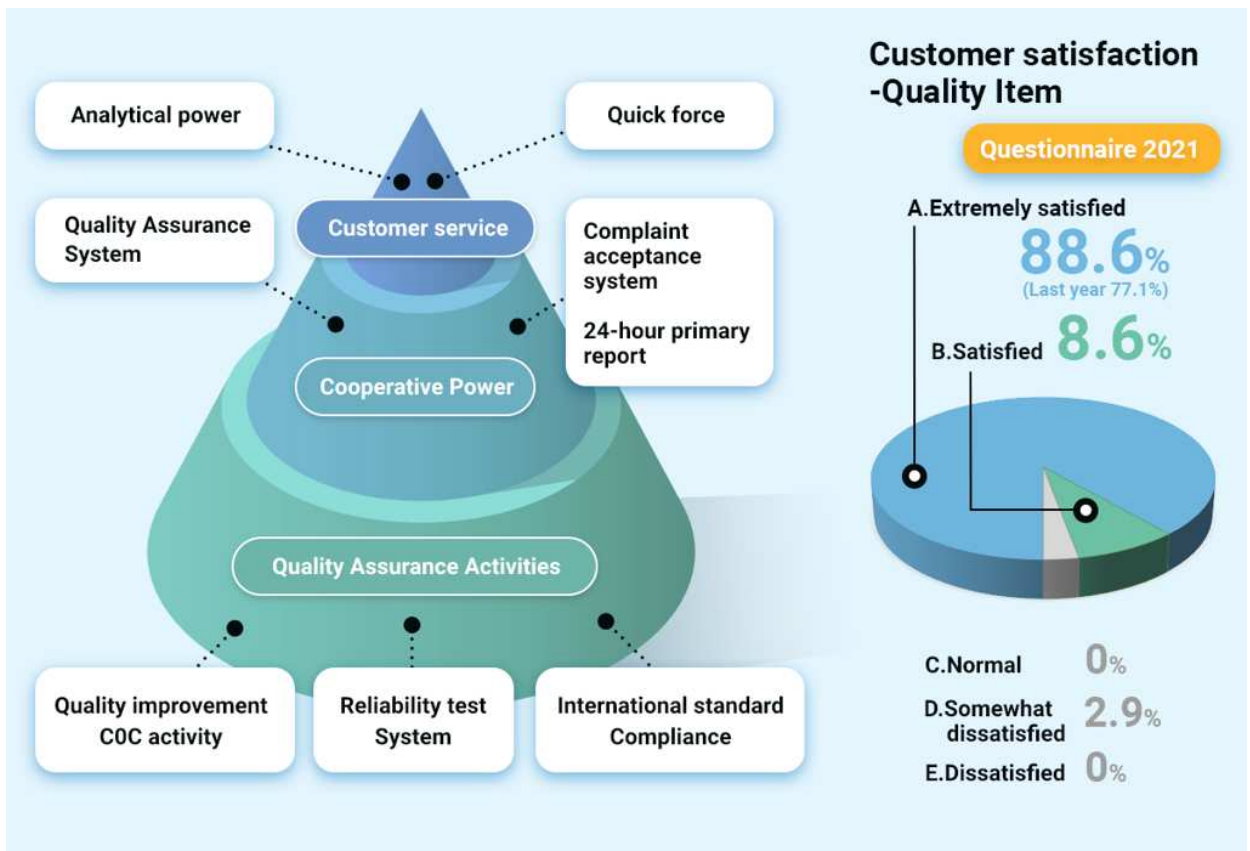 Analytical power
Quick force
Quality Assurance
System
Customer service
Complaint
acceptance
system
24-hour primary
report
Cooperative Power
Quality Assurance Activities
Quality improvement
C0C activity
Reliability test
System
International standard
Compliance
Customer satisfaction
-Quality Item
Questionnaire 2021
A.Extremely satisfied
88.6%
(Last year 77.1%)
B.Satisfied 8.6%
C.Normal 0%
D.Somewhat
dissatisfied 2.9%
E.Dissatisfied 0%